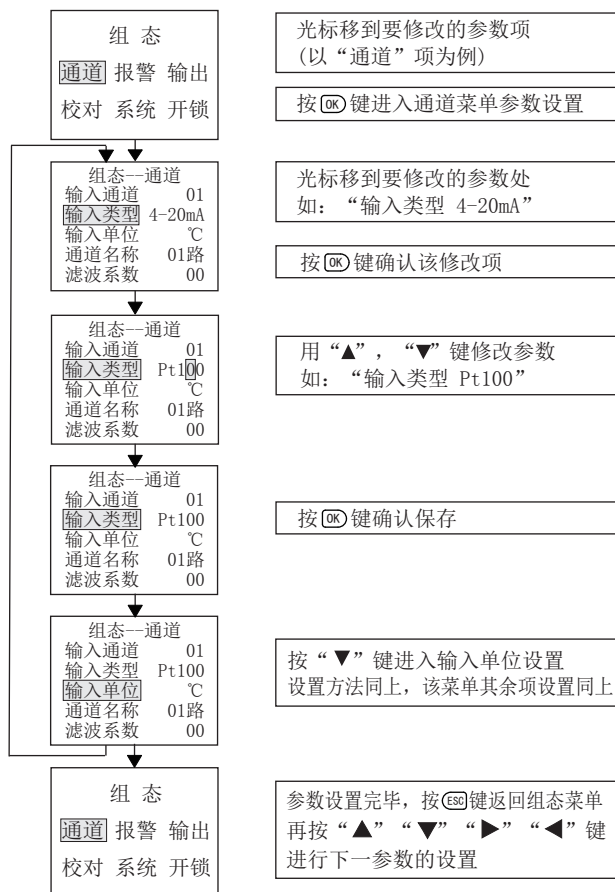 组 态
通道 报警 输出
校对 系统 开锁
光标移到要修改的参数项
(以“通道”项为例)
按OK键进入通道菜单参数设置
组态--通道
输入通道 01
输入类型 4-20mA
输入单位 ℃
通道名称 01路
滤波系数 00
光标移到要修改的参数处
如: “输入类型 4-20mA”
按OK键确认该修改项
组态--通道
输入通道 01
输入类型 Pt100
输入单位 ℃
通道名称 01路
滤波系数 00
用“▲”, “▼”键修改参数
如: “输入类型 Pt100”
组态--通道
输入通道 01
输入类型 Pt100
输入单位 ℃
通道名称 01路
滤波系数 00
按OK键确认保存
组态--通道
输入通道 01
输入类型 Pt100
输入单位 ℃
通道名称 01路
滤波系数 00
按“▼”键进入输入单位设置
设置方法同上,该菜单其余项设置同上
组 态
通道 报警 输出
校对 系统 开锁
参数设置完毕,按ESC键返回组态菜单
再按“▲” “▼” “▶” “◀”键
进行下一参数的设置